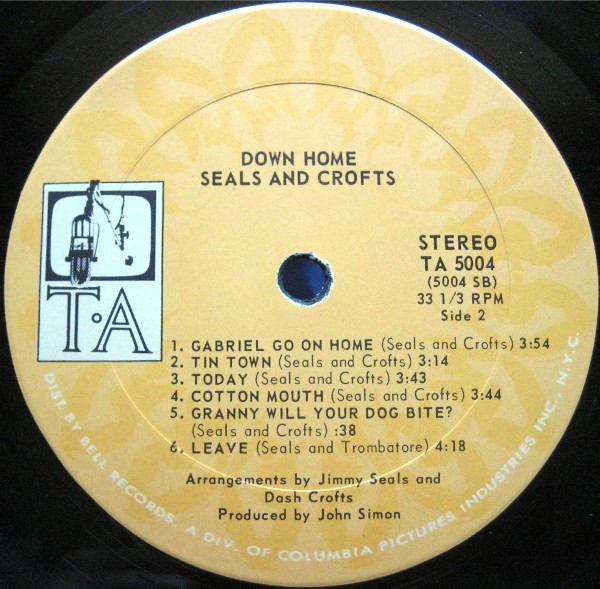 DOWN HOME
SEALS AND CROFTS
T·A
STEREO
TA 5004
(5004 SB)
33 1/3 RPM
Side 2
1. GABRIEL GO ON HOME (Seals and Crofts) 3:54
2. TIN TOWN (Seals and Crofts) 3:14
3. TODAY (Seals and Crofts) 3:43
4. COTTON MOUTH (Seals and Crofts) 3:44
5. GRANNY WILL YOUR DOG BITE?
(Seals and Crofts) :38
6. LEAVE (Seals and Trombatore) 4:18
Arrangements by Jimmy Seals and
Dash Crofts
Produced by John Simon
DIST. BY BELL RECORDS, A DIV. OF COLUMBIA PICTURES INDUSTRIES INC., N.Y.C.